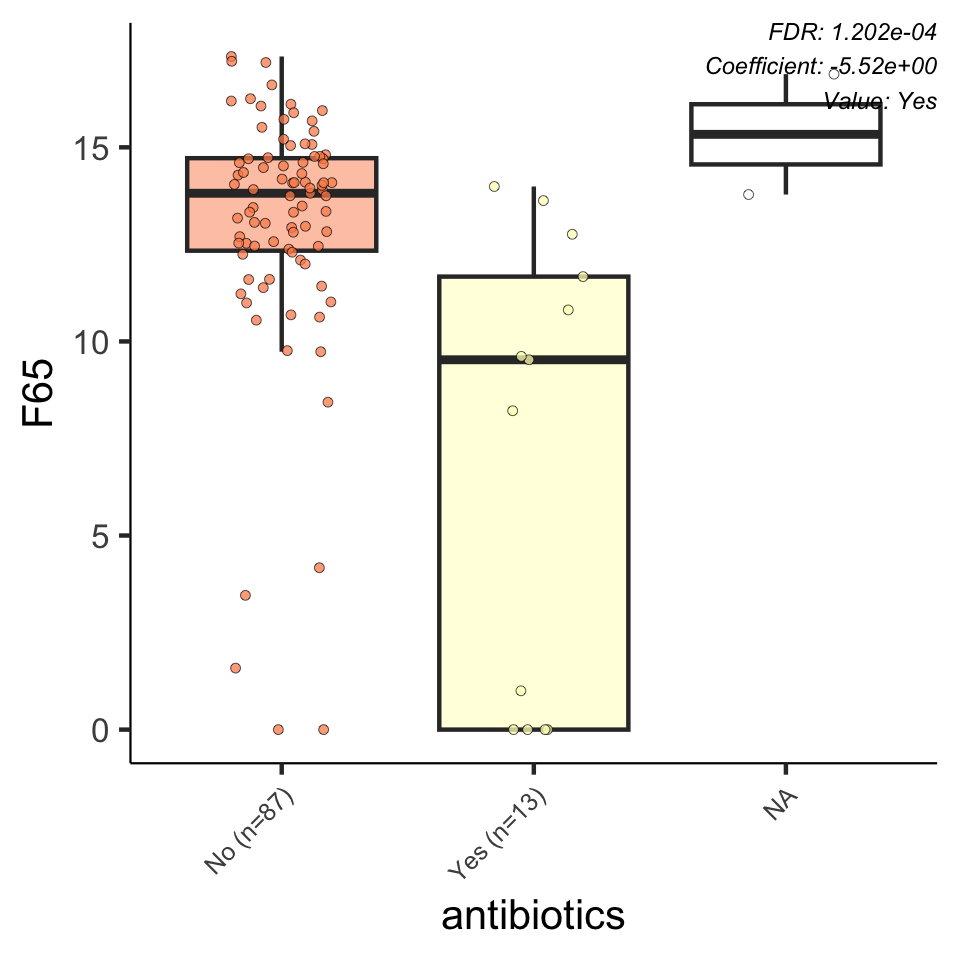 FDR: 1.202e-04
Coefficient: -5.52e+00
Value: Yes
15
10
5
0
F65
No (n=87)
Yes (n=13)
NA
antibiotics